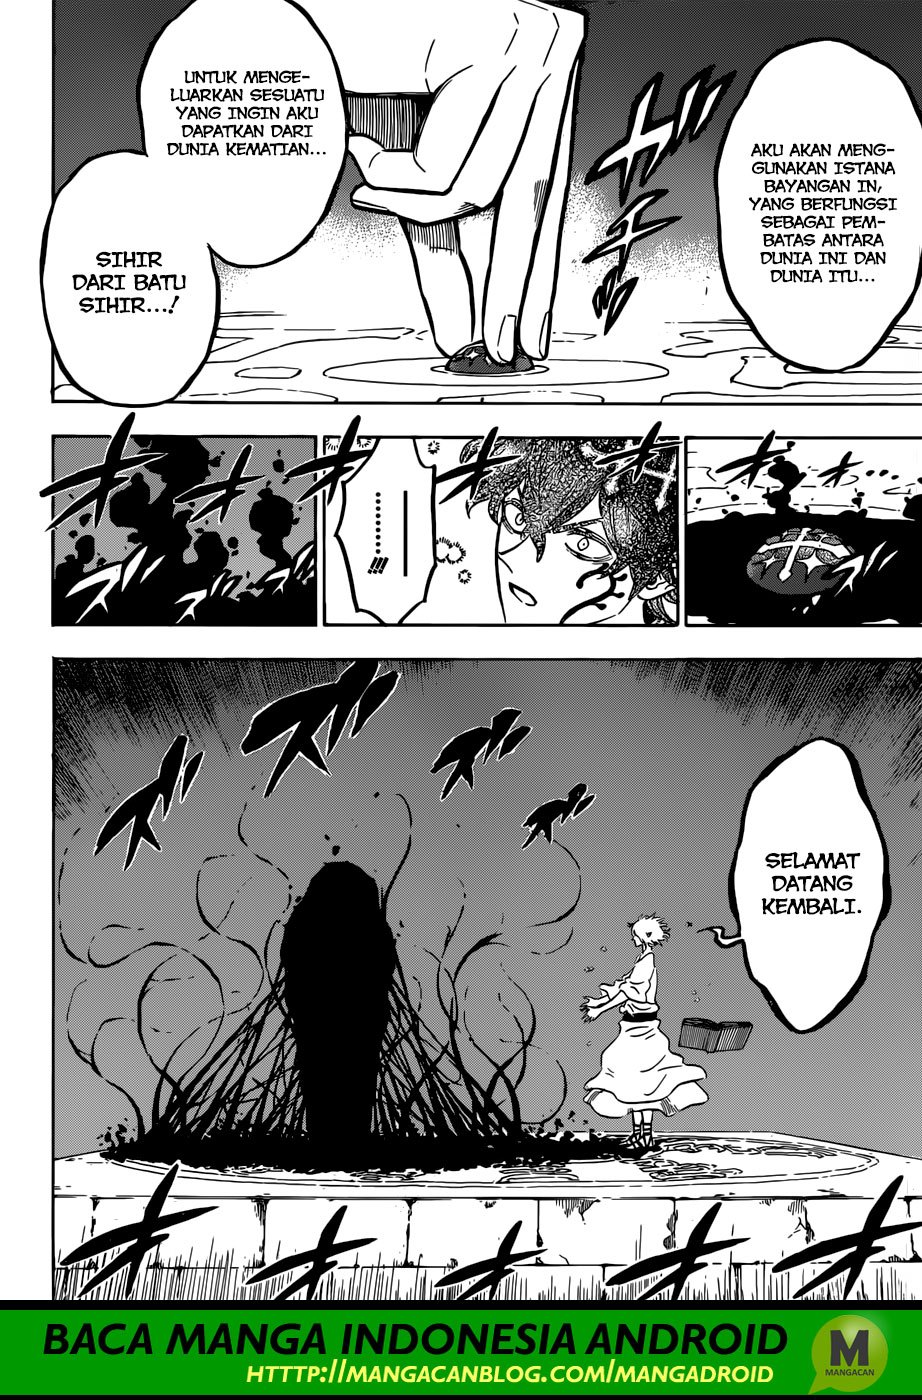 AKU AKAN MENG-
GUNAKAN ISTANA
BAYANGAN IN,
YANG BERFUNGSI
SEBAGAI PEM-
BATAS ANTARA
DUNIA INI DAN
DUNIA ITU...
UNTUK MENGE-
LUARKAN SESUATU
YANG INGIN AKU
DAPATKAN DARI
DUNIA KEMATIAN...
SIHIR
DARI BATU
SIHIR...!
SELAMAT
DATANG
KEMBALI.
BACA MANGA INDONESIA ANDROID
HTTTP://MANGACANBLOG.COM/MANGADROID
M
MANGACAN